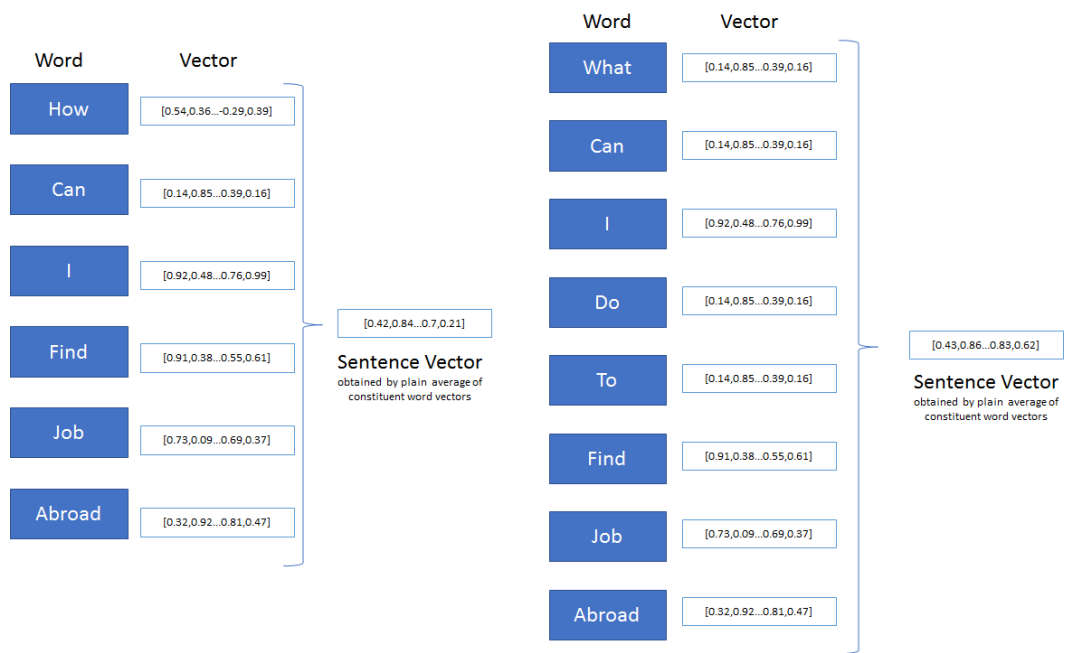 Word Vector
How [0.54,0.36...-0.29,0.39]
Can [0.14,0.85...0.39,0.16]
I [0.92,0.48...0.76,0.99]
Find [0.91,0.38...0.55,0.61]
Job [0.73,0.09...0.69,0.37]
Abroad [0.32,0.92...0.81,0.47]
[0.42,0.84...0.7,0.21]
Sentence Vector
obtained by plain average of
constituent word vectors
Word Vector
What [0.14,0.85...0.39,0.16]
Can [0.14,0.85...0.39,0.16]
I [0.92,0.48...0.76,0.99]
Do [0.14,0.85...0.39,0.16]
To [0.14,0.85...0.39,0.16]
Find [0.91,0.38...0.55,0.61]
Job [0.73,0.09...0.69,0.37]
Abroad [0.32,0.92...0.81,0.47]
[0.43,0.86...0.83,0.62]
Sentence Vector
obtained by plain average of
constituent word vectors